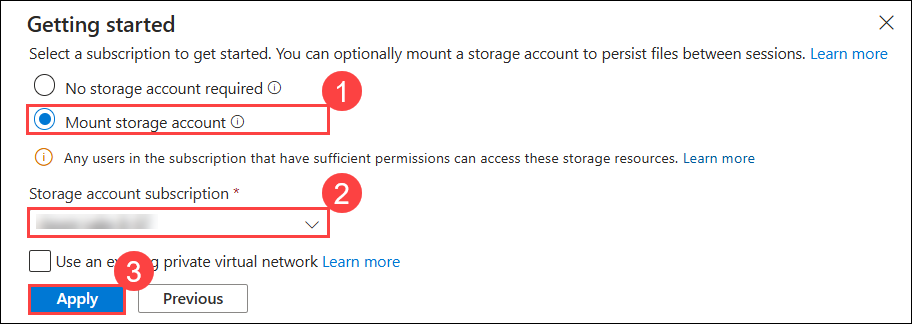 Getting started
Select a subscription to get started. You can optionally mount a storage account to persist files between sessions. Learn more
No storage account required
1
Mount storage account
Any users in the subscription that have sufficient permissions can access these storage resources. Learn more
Storage account subscription *
2
Use an existing private virtual network Learn more
3
Apply
Previous